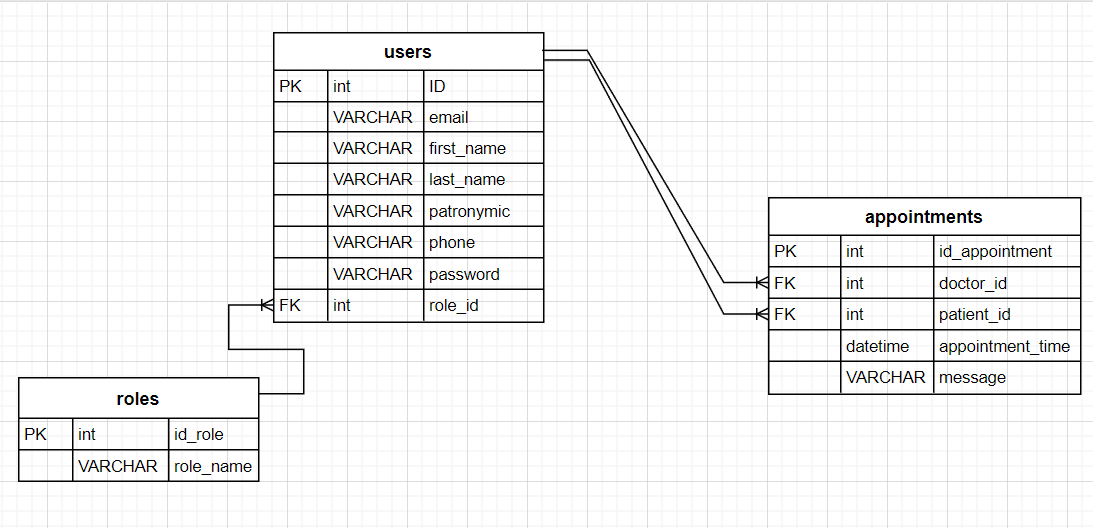 users
PK int ID
VARCHAR email
VARCHAR first_name
VARCHAR last_name
VARCHAR patronymic
VARCHAR phone
VARCHAR password
FK int role_id
appointments
PK int id_appointment
FK int doctor_id
FK int patient_id
datetime appointment_time
VARCHAR message
roles
PK int id_role
VARCHAR role_name